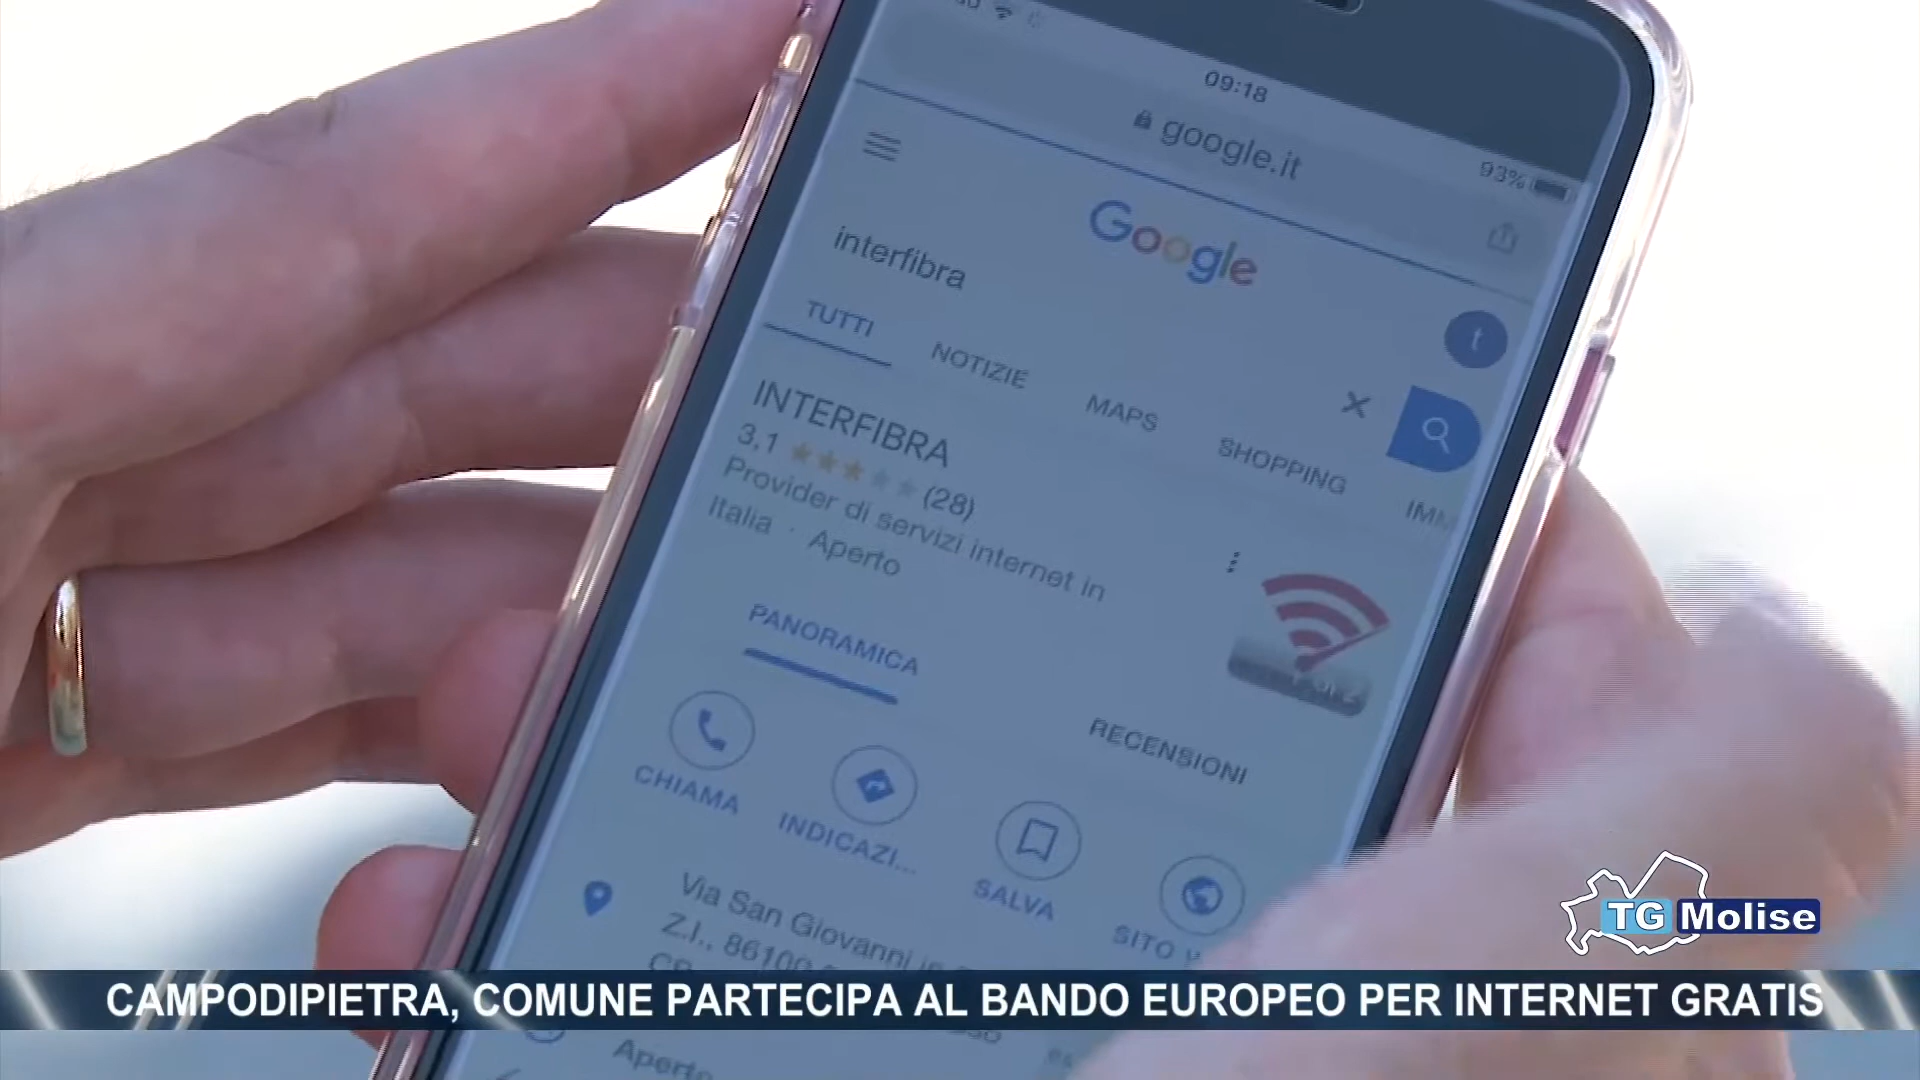 09:18
google.it
93%
Google
interfibra
t
TUTTI
NOTIZIE
MAPS
SHOPPING
INTERFIBRA
3,1
(28)
Provider di servizi internet in
Italia · Aperto
PANORAMICA
RECENSIONI
CHIAMA
INDICAZI...
SALVA
SITO
Via San Giovanni in
Z.I., 86100
Aperto
TG Molise
CAMPODIPIETRA, COMUNE PARTECIPA AL BANDO EUROPEO PER INTERNET GRATIS